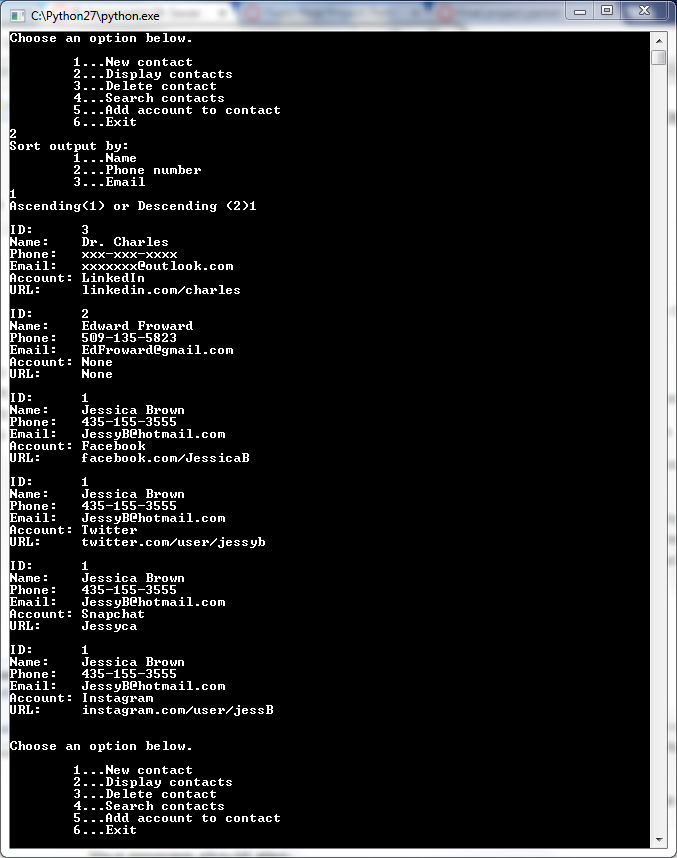 C:\Python27\python.exe
Choose an option below.
1...New contact
2...Display contacts
3...Delete contact
4...Search contacts
5...Add account to contact
6...Exit
2
Sort output by:
1...Name
2...Phone number
3...Email
1
Ascending(1) or Descending (2)1
ID: 3
Name: Dr. Charles
Phone: xxx-xxx-xxxx
Email: xxxxxxx@outlook.com
Account: LinkedIn
URL: linkedin.com/charles
ID: 2
Name: Edward Froward
Phone: 509-135-5823
Email: EdFroward@gmail.com
Account: None
URL: None
ID: 1
Name: Jessica Brown
Phone: 435-155-3555
Email: JessyB@hotmail.com
Account: Facebook
URL: facebook.com/JessicaB
ID: 1
Name: Jessica Brown
Phone: 435-155-3555
Email: JessyB@hotmail.com
Account: Twitter
URL: twitter.com/user/jessyb
ID: 1
Name: Jessica Brown
Phone: 435-155-3555
Email: JessyB@hotmail.com
Account: Snapchat
URL: Jessyca
ID: 1
Name: Jessica Brown
Phone: 435-155-3555
Email: JessyB@hotmail.com
Account: Instagram
URL: instagram.com/user/jessB
Choose an option below.
1...New contact
2...Display contacts
3...Delete contact
4...Search contacts
5...Add account to contact
6...Exit